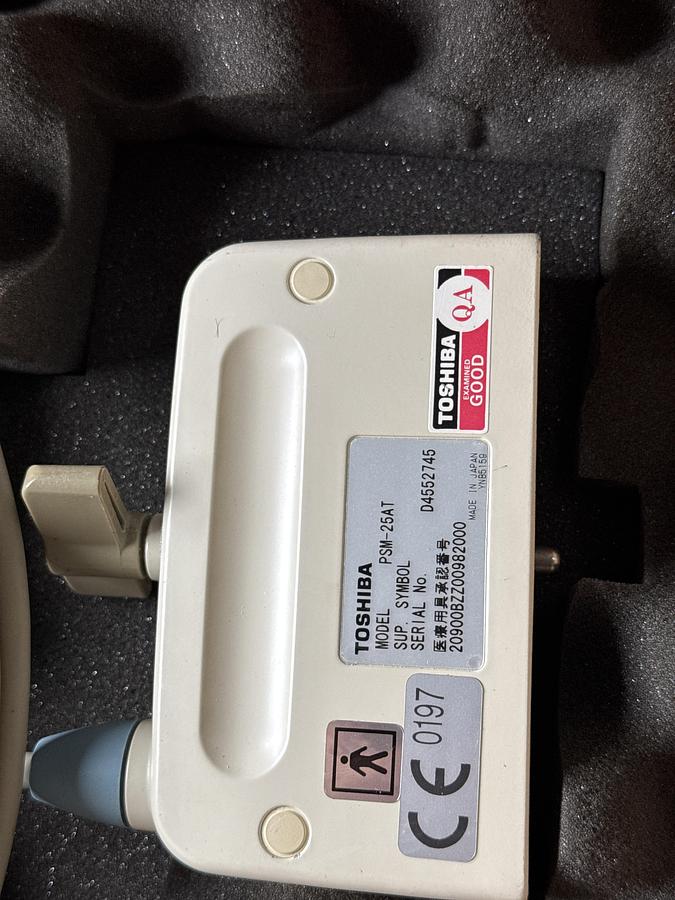 TOSHIBA
QA
EXAMINED
GOOD
TOSHIBA
MODEL PSM-25AT
SUP. SYMBOL
SERIAL No. D4552745
医療用具承認番号
20900BZZ00982000
MADE IN JAPAN
YNB5159
CE 0197